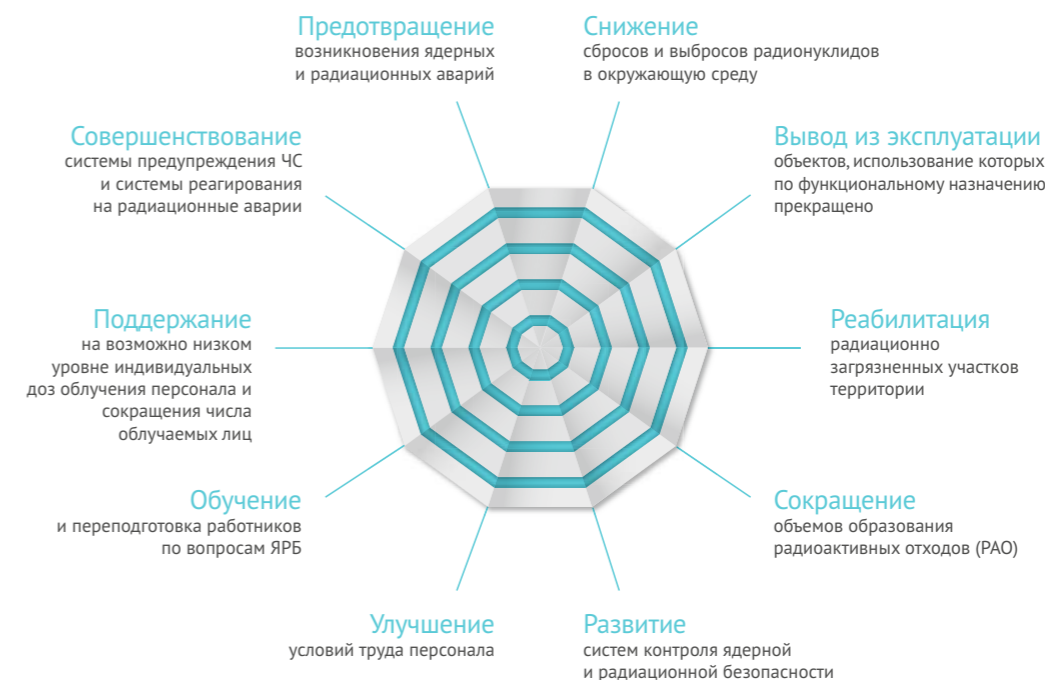 Предотвращение
возникновения ядерных
и радиационных аварий
Снижение
сбросов и выбросов радионуклидов
в окружающую среду
Совершенствование
системы предупреждения ЧС
и системы реагирования
на радиационные аварии
Вывод из эксплуатации
объектов, использование которых
по функциональному назначению
прекращено
Поддержание
на возможно низком
уровне индивидуальных
доз облучения персонала и
сокращения числа
облучаемых лиц
Реабилитация
радиационно
загрязненных участков
территории
Обучение
и переподготовка работников
по вопросам ЯРБ
Сокращение
объемов образования
радиоактивных отходов (РАО)
Улучшение
условий труда персонала
Развитие
систем контроля ядерной
и радиационной безопасности